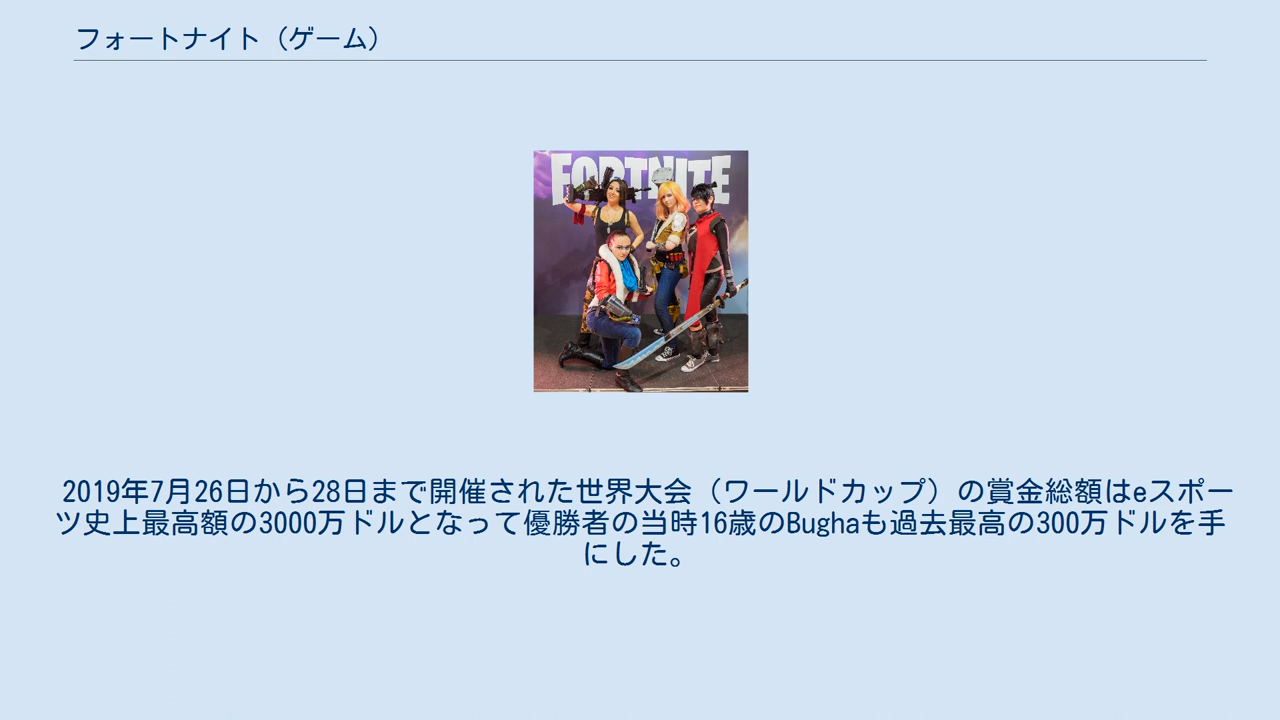 フォートナイト（ゲーム）
FORTNITE
2019年7月26日から28日まで開催された世界大会（ワールドカップ）の賞金総額はeスポー
ツ史上最高額の3000万ドルとなって優勝者の当時16歳のBughaも過去最高の300万ドルを手
にした。